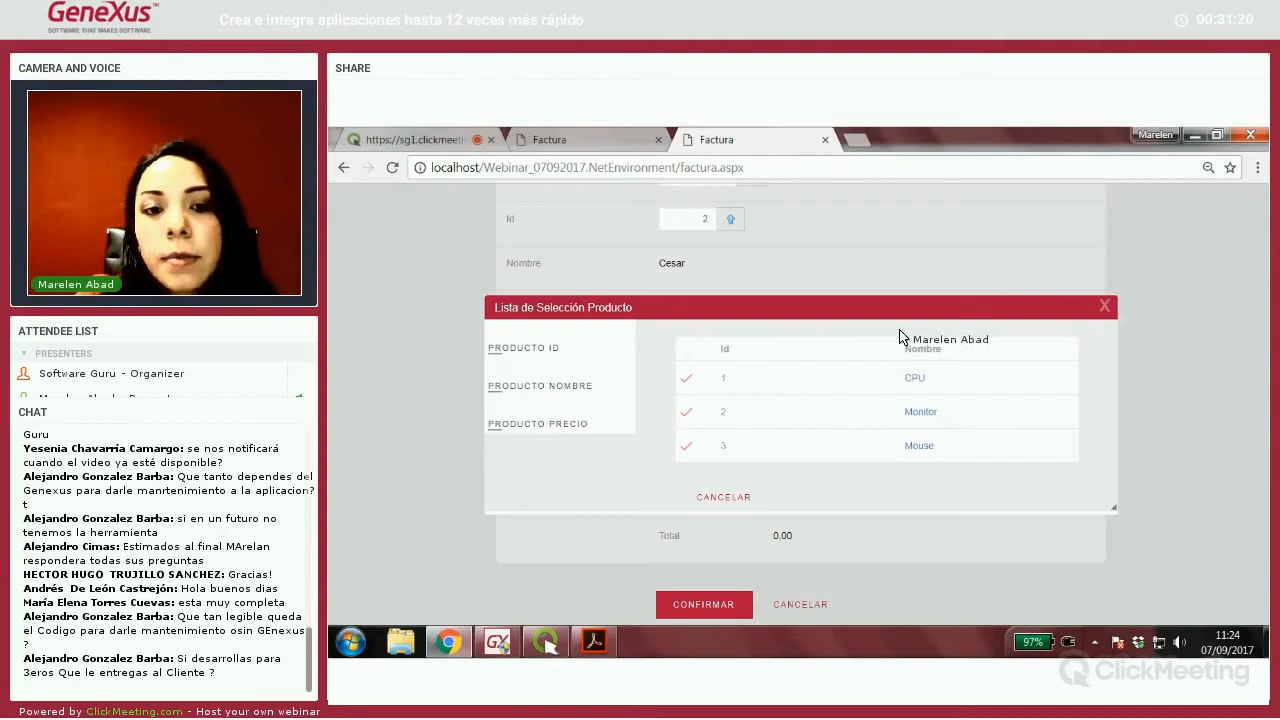 GeneXus™
SOFTWARE THAT MAKES SOFTWARE
Crea e integra aplicaciones hasta 12 veces más rápido
00:31:20
CAMERA AND VOICE
Marelen Abad
ATTENDEE LIST
PRESENTERS
Software Guru - Organizer
CHAT
Guru
Yesenia Chavarría Camargo: se nos notificará
cuando el video ya esté disponible?
Alejandro Gonzalez Barba: Que tanto dependes del
Genexus para darle manrtenimiento a la aplicacion?
t
Alejandro Gonzalez Barba: si en un futuro no
tenemos la herramienta
Alejandro Cimas: Estimados al final MArelan
respondera todas sus preguntas
HECTOR HUGO TRUJILLO SANCHEZ: Gracias!
Andrés De León Castrejón: Hola buenos dias
María Elena Torres Cuevas: esta muy completa
Alejandro Gonzalez Barba: Que tan legible queda
el Codigo para darle mantenimiento osin GEnexus
?
Alejandro Gonzalez Barba: Si desarrollas para
3eros Que le entregas al Cliente ?
Powered by ClickMeeting.com - Host your own webinar
SHARE
https://sg1.clickmeeti
Factura
Factura
Marelen
localhost/Webinar_07092017.NetEnvironment/factura.aspx
Id 2
Nombre Cesar
Lista de Selección Producto X
PRODUCTO ID
PRODUCTO NOMBRE
PRODUCTO PRECIO
Marelen Abad
Id Nombre
1 CPU
2 Monitor
3 Mouse
CANCELAR
Total 0,00
CONFIRMAR CANCELAR
GX
97%
11:24
07/09/2017
ClickMeeting